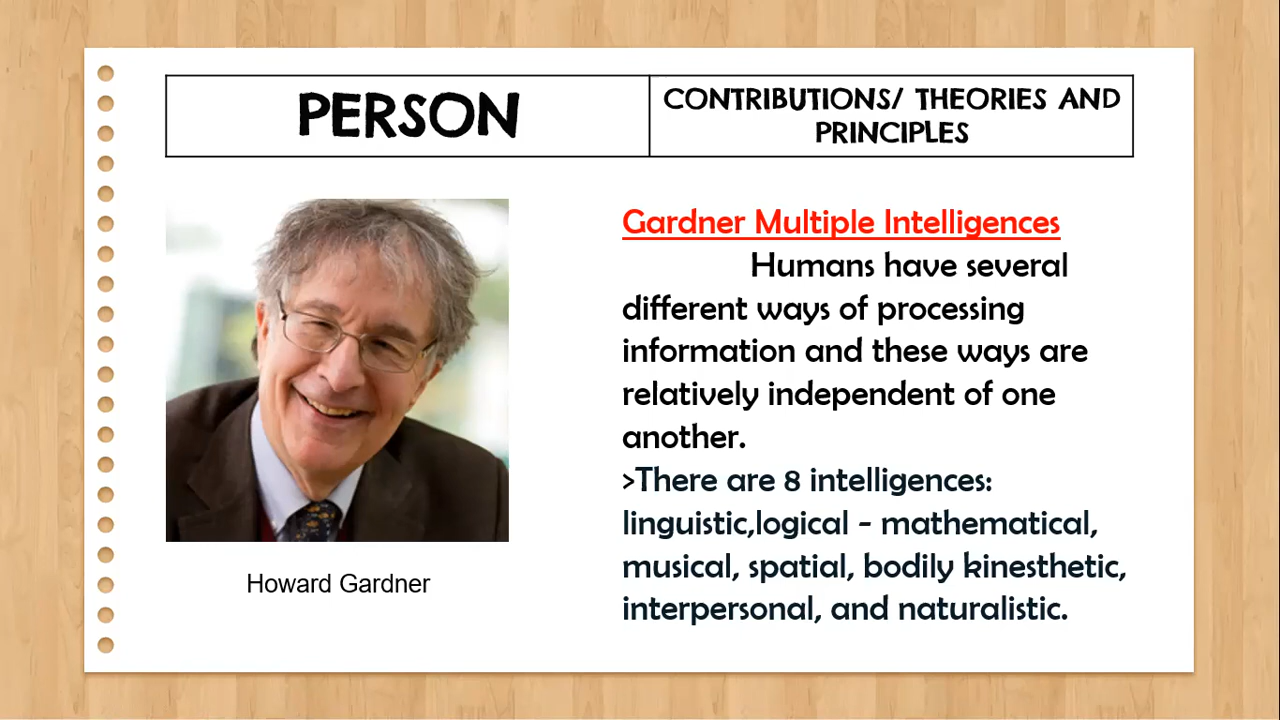 PERSON
CONTRIBUTIONS/ THEORIES AND
PRINCIPLES
Howard Gardner
Gardner Multiple Intelligences
Humans have several
different ways of processing
information and these ways are
relatively independent of one
another.
>There are 8 intelligences:
linguistic,logical - mathematical,
musical, spatial, bodily kinesthetic,
interpersonal, and naturalistic.